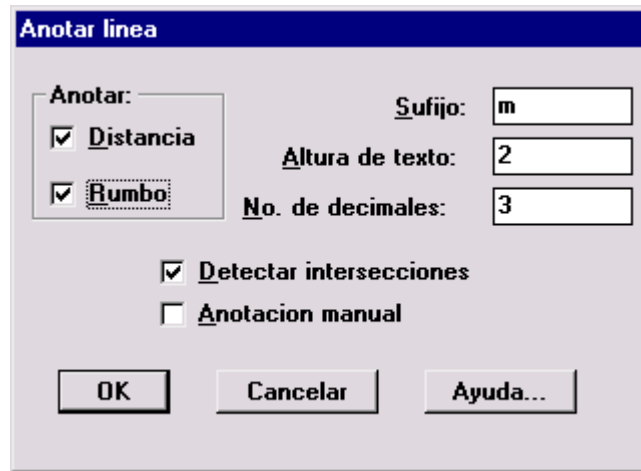 Anotar linea
Anotar:
Distancia
Rumbo
Sufijo: m
Altura de texto: 2
No. de decimales: 3
Detectar intersecciones
Anotacion manual
OK Cancelar Ayuda...